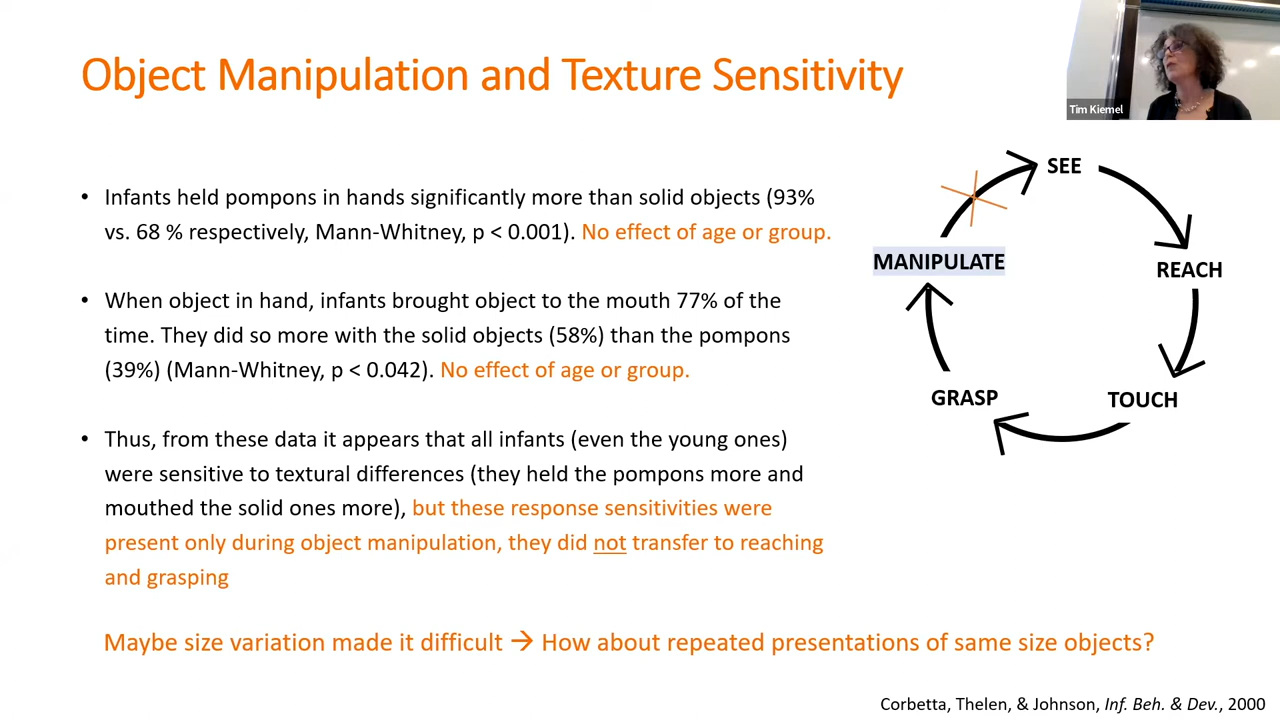 Object Manipulation and Texture Sensitivity
Tim Kiemel
• Infants held pompons in hands significantly more than solid objects (93%
vs. 68 % respectively, Mann-Whitney, p < 0.001). No effect of age or group.
• When object in hand, infants brought object to the mouth 77% of the
time. They did so more with the solid objects (58%) than the pompons
(39%) (Mann-Whitney, p < 0.042). No effect of age or group.
• Thus, from these data it appears that all infants (even the young ones)
were sensitive to textural differences (they held the pompons more and
mouthed the solid ones more), but these response sensitivities were
present only during object manipulation, they did not transfer to reaching
and grasping
SEE
REACH
TOUCH
GRASP
MANIPULATE
Maybe size variation made it difficult → How about repeated presentations of same size objects?
Corbetta, Thelen, & Johnson, Inf. Beh. & Dev., 2000